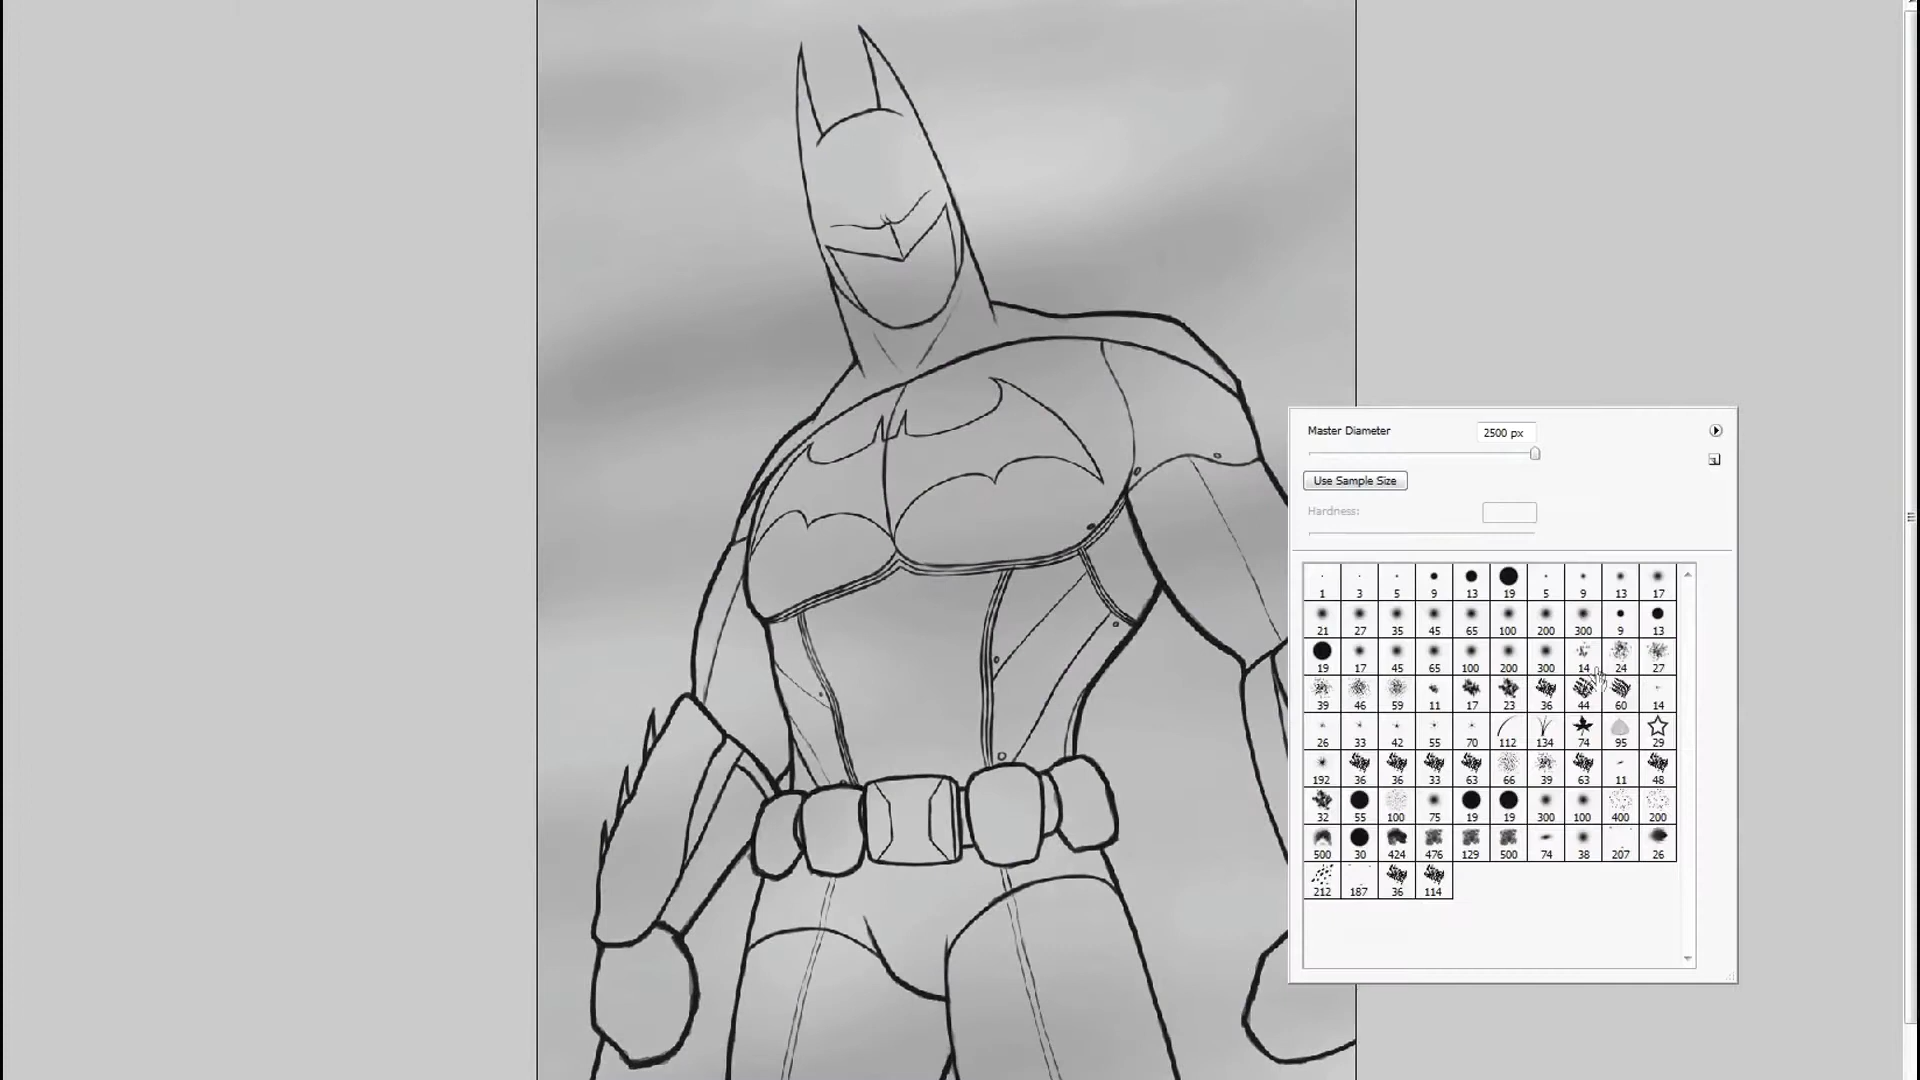 Master Diameter 2500 px
Use Sample Size
Hardness:
1 3 5 9 13 19 5 9 13 17
21 27 35 45 65 100 200 300 9 13
19 17 45 65 100 200 300 14 24 27
39 46 59 11 17 23 36 44 60 14
26 33 42 55 70 112 134 74 95 29
192 36 36 33 63 66 39 63 11 48
32 55 100 75 19 19 300 100 400 200
500 30 424 476 129 500 74 38 207 26
212 187 36 114